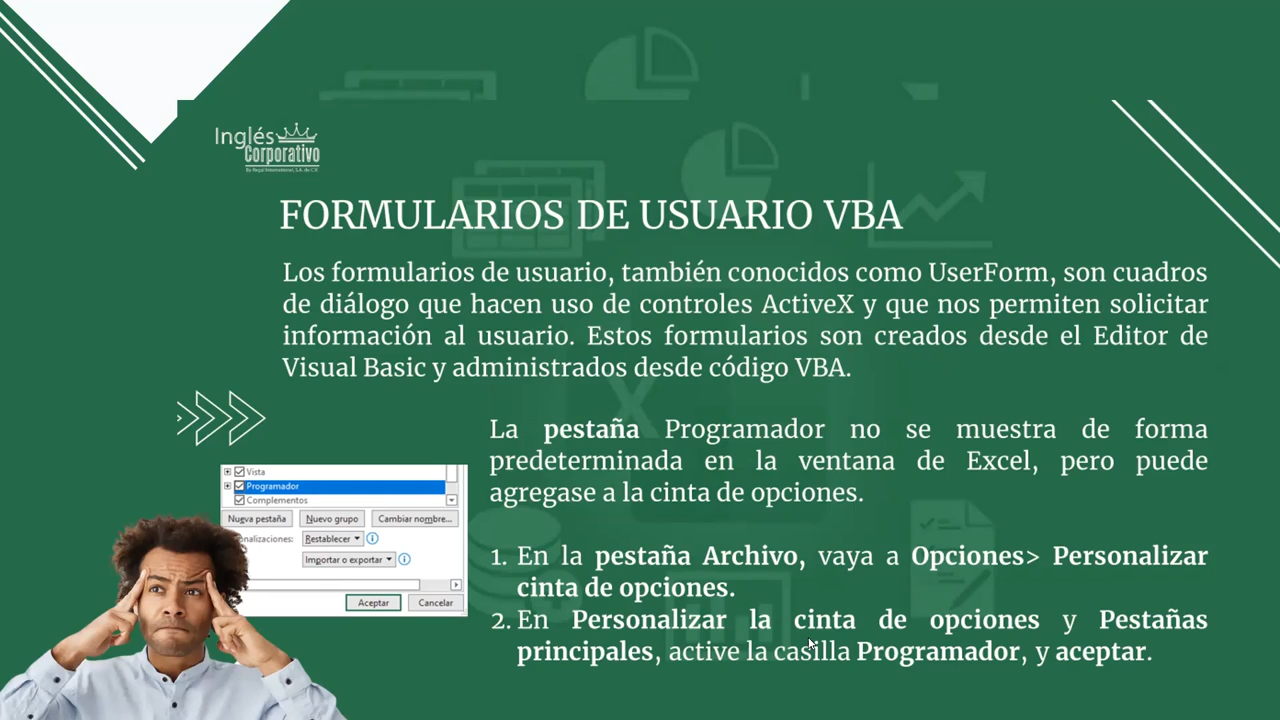 Inglés
Corporativo
By Regal International, S.A. de C.V.
FORMULARIOS DE USUARIO VBA
Los formularios de usuario, también conocidos como UserForm, son cuadros
de diálogo que hacen uso de controles ActiveX y que nos permiten solicitar
información al usuario. Estos formularios son creados desde el Editor de
Visual Basic y administrados desde código VBA.
La pestaña Programador no se muestra de forma
predeterminada en la ventana de Excel, pero puede
agregase a la cinta de opciones.
Vista
Programador
Complementos
Nueva pestaña Nuevo grupo Cambiar nombre...
nalizaciones: Restablecer
Importar o exportar
Aceptar Cancelar
1. En la pestaña Archivo, vaya a Opciones> Personalizar
cinta de opciones.
2. En Personalizar la cinta de opciones y Pestañas
principales, active la casilla Programador, y aceptar.